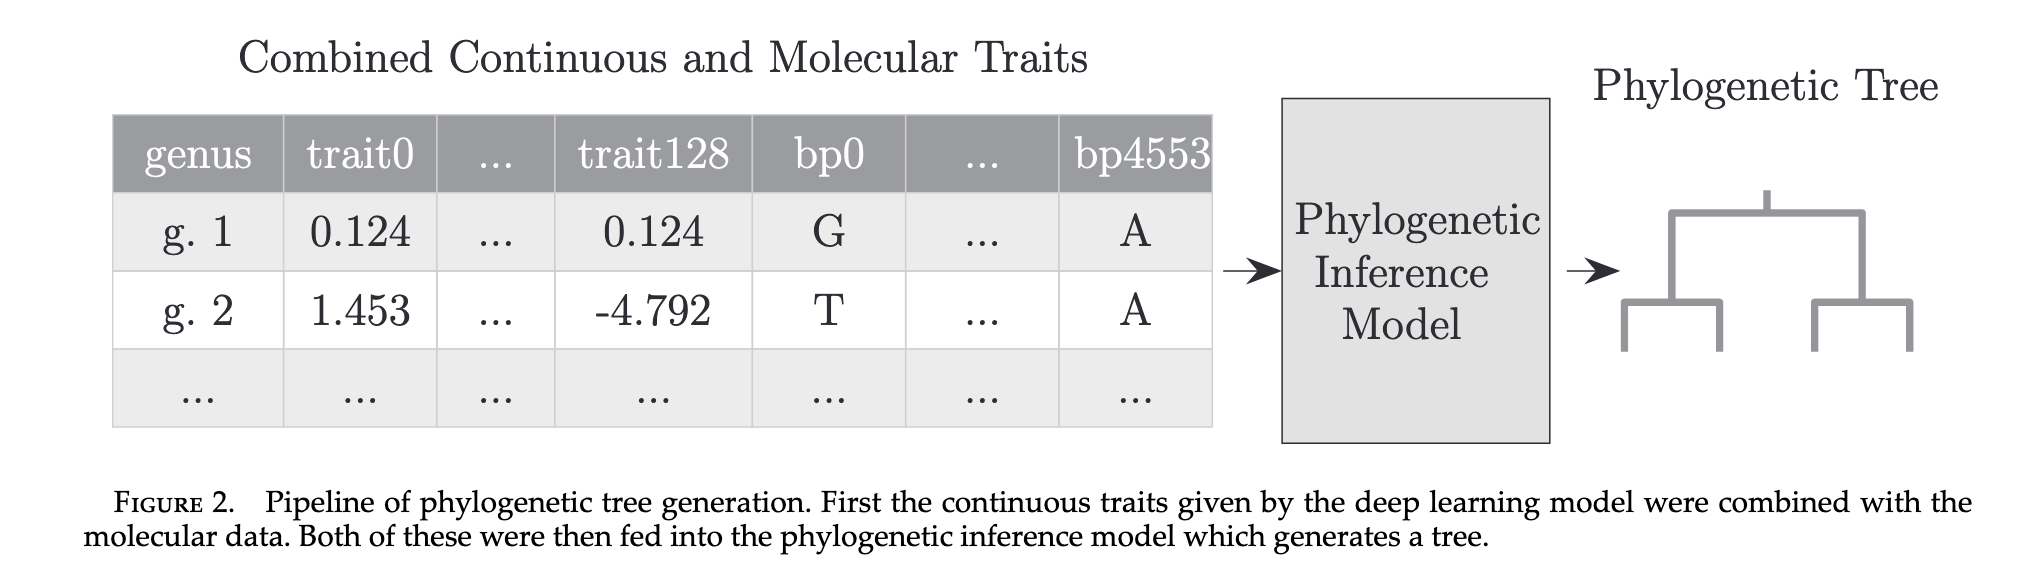 Combined Continuous and Molecular Traits
Phylogenetic Tree
genus trait0 ... trait128 bp0 ... bp4553
g. 1 0.124 ... 0.124 G ... A
g. 2 1.453 ... -4.792 T ... A
... ... ... ... ... ... ...
Phylogenetic
Inference
Model
FIGURE 2. Pipeline of phylogenetic tree generation. First the continuous traits given by the deep learning model were combined with the
molecular data. Both of these were then fed into the phylogenetic inference model which generates a tree.